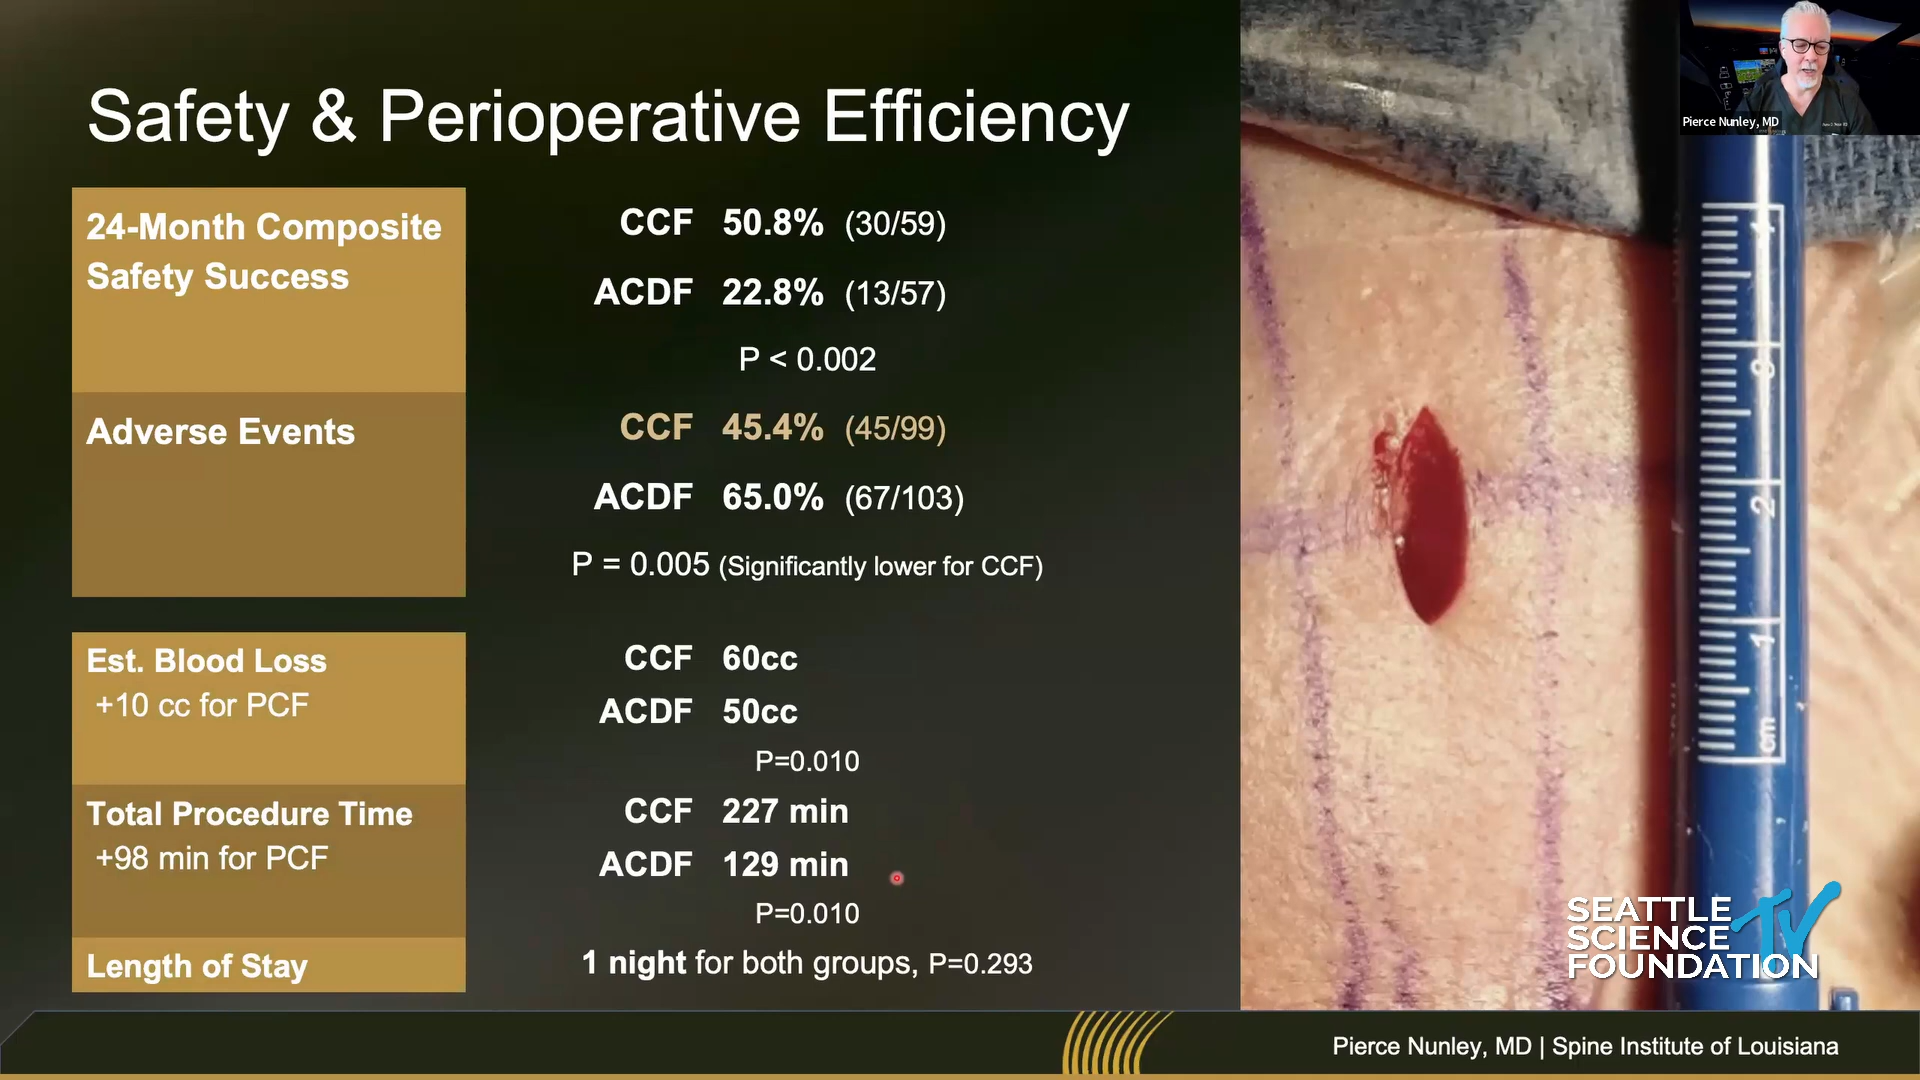 Safety & Perioperative Efficiency
Pierce Nunley, MD
24-Month Composite
Safety Success
CCF 50.8% (30/59)
ACDF 22.8% (13/57)
P < 0.002
Adverse Events
CCF 45.4% (45/99)
ACDF 65.0% (67/103)
P = 0.005 (Significantly lower for CCF)
Est. Blood Loss
+10 cc for PCF
CCF 60cc
ACDF 50cc
P=0.010
Total Procedure Time
+98 min for PCF
CCF 227 min
ACDF 129 min
P=0.010
Length of Stay
1 night for both groups, P=0.293
3
2
1
cm
SEATTLE
SCIENCE TV
FOUNDATION
Pierce Nunley, MD | Spine Institute of Louisiana